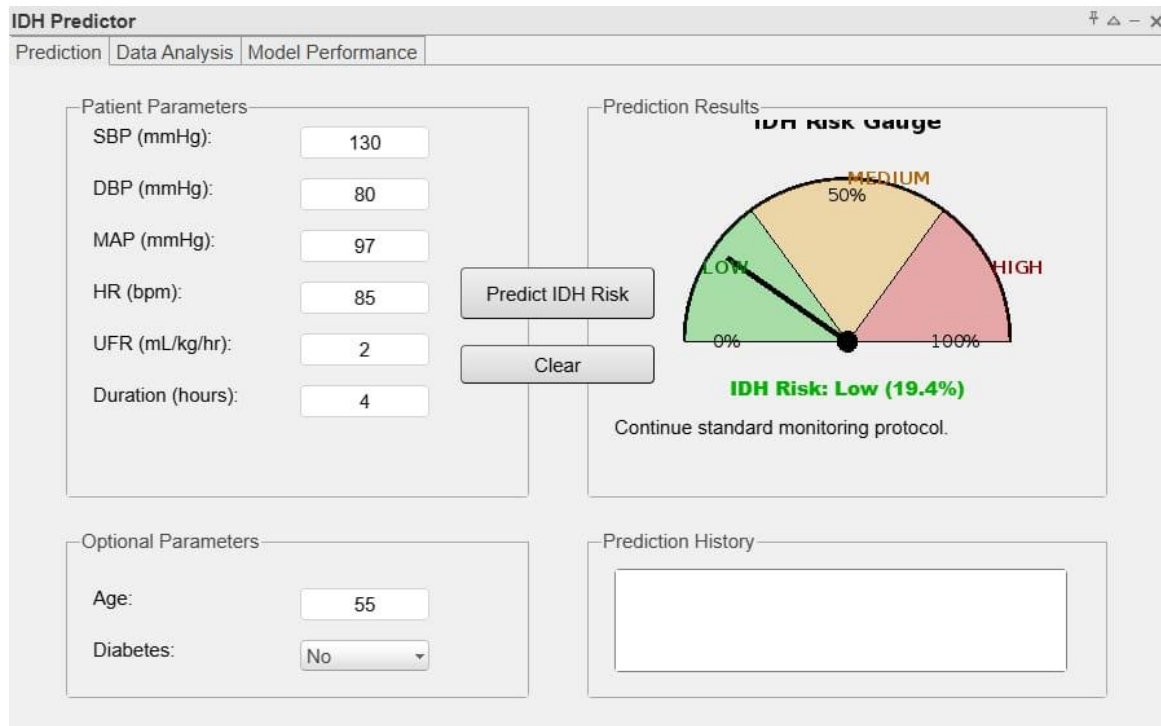 IDH Predictor
Prediction Data Analysis Model Performance
Patient Parameters
SBP (mmHg): 130
DBP (mmHg): 80
MAP (mmHg): 97
HR (bpm): 85
UFR (mL/kg/hr): 2
Duration (hours): 4
Predict IDH Risk
Clear
Prediction Results
IDH Risk Gauge
MEDIUM
50%
LOW
HIGH
0%
100%
IDH Risk: Low (19.4%)
Continue standard monitoring protocol.
Optional Parameters
Age: 55
Diabetes: No
Prediction History